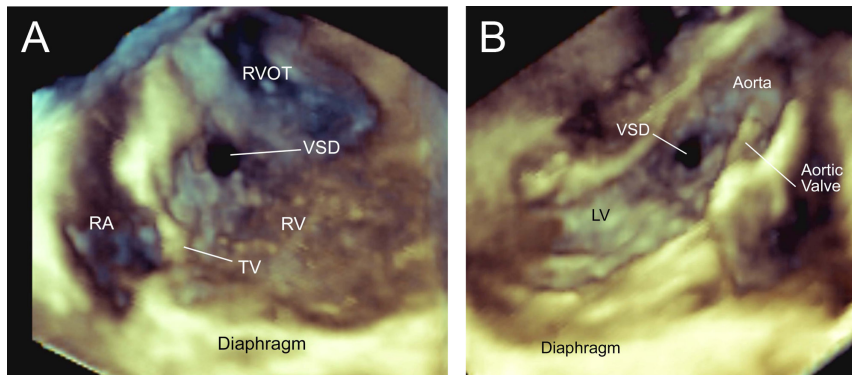 A
RVOT
VSD
RA
RV
TV
Diaphragm
B
Aorta
VSD
Aortic
Valve
LV
Diaphragm